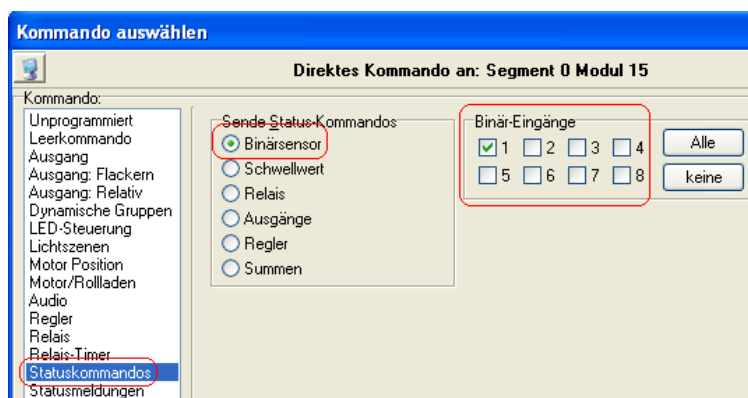 Kommando auswählen
Direktes Kommando an: Segment 0 Modul 15
Kommando:
Unprogrammiert
Leerkommando
Ausgang
Ausgang: Flackern
Ausgang: Relativ
Dynamische Gruppen
LED-Steuerung
Lichtszenen
Motor Position
Motor/Rollladen
Audio
Regler
Relais
Relais-Timer
Statuskommandos
Statusmeldungen
Sende Status-Kommandos
Binärsensor
Schwellwert
Relais
Ausgänge
Regler
Summen
Binär-Eingänge
1 2 3 4
5 6 7 8
Alle
keine